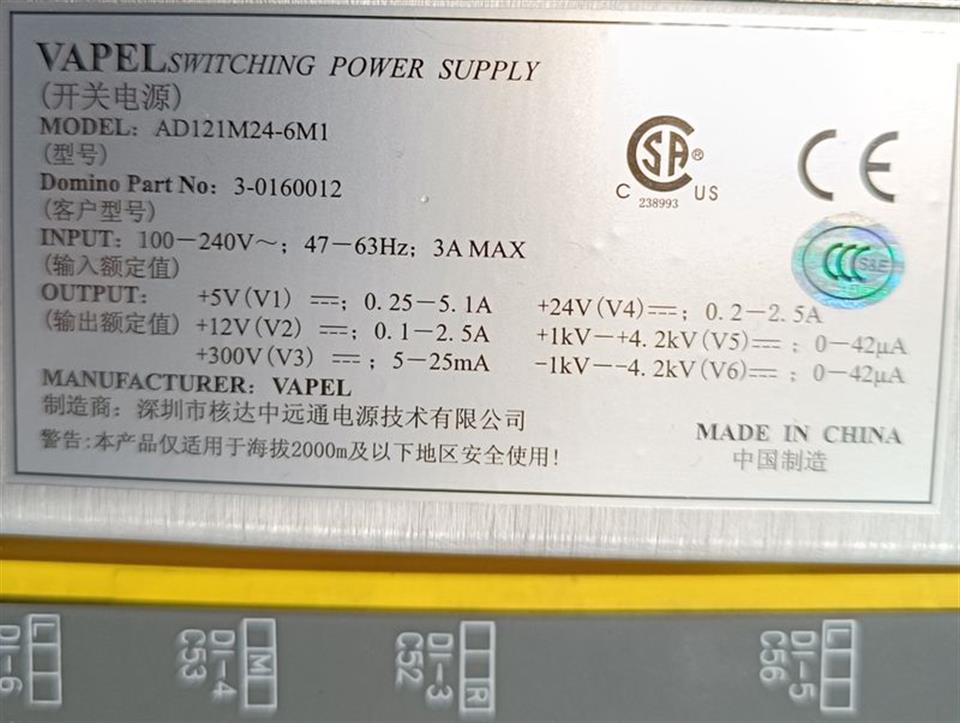 VAPEL SWITCHING POWER SUPPLY
(开关电源)
MODEL: AD121M24-6M1
(型号)
Domino Part No: 3-0160012
(客户型号)
INPUT: 100-240V~; 47-63Hz; 3A MAX
(输入额定值)
OUTPUT: +5V(V1) ⎓; 0.25-5.1A +24V(V4)⎓; 0.2-2.5A
(输出额定值) +12V(V2) ⎓; 0.1-2.5A +1kV-+4.2kV(V5)⎓; 0-42μA
+300V(V3) ⎓; 5-25mA -1kV--4.2kV(V6)⎓; 0-42μA
MANUFACTURER: VAPEL
制造商: 深圳市核达中远通电源技术有限公司
警告:本产品仅适用于海拔2000m及以下地区安全使用!
MADE IN CHINA
中国制造
C SA® US
238993
CE
CCC S&E
L
DI-6
M
DI-4
C53
R
DI-3
C52
L
DI-5
C56